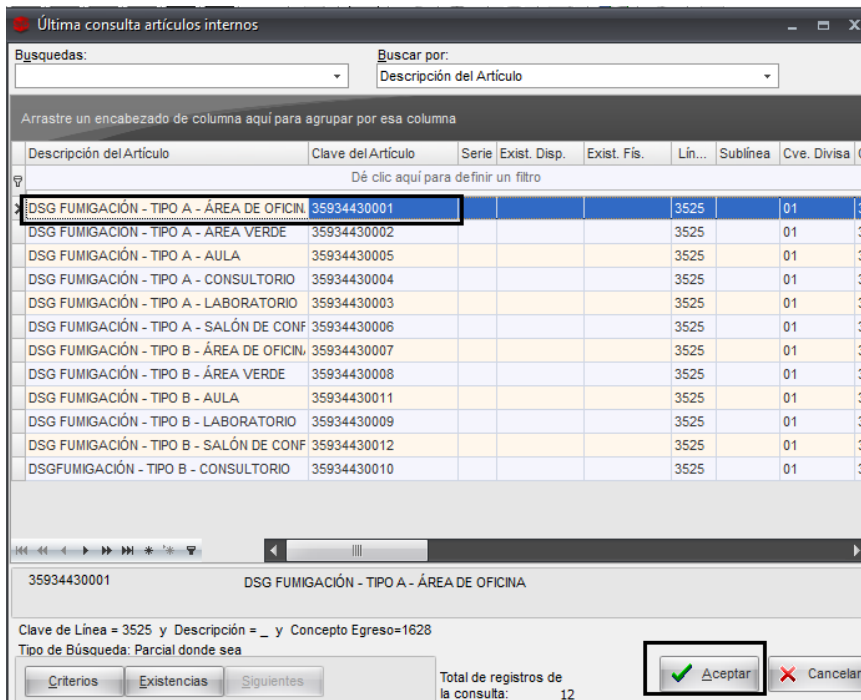 Última consulta artículos internos
Busquedas: Buscar por:
Descripción del Artículo
Arrastre un encabezado de columna aquí para agrupar por esa columna
Descripción del Artículo Clave del Artículo Serie Exist. Disp. Exist. Fís. Lín... Sublínea Cve. Divisa
Dé clic aquí para definir un filtro
DSG FUMIGACIÓN - TIPO A - ÁREA DE OFICIN 35934430001 3525 01
DSG FUMIGACIÓN - TIPO A - ÁREA VERDE 35934430002 3525 01
DSG FUMIGACIÓN - TIPO A - AULA 35934430005 3525 01
DSG FUMIGACIÓN - TIPO A - CONSULTORIO 35934430004 3525 01
DSG FUMIGACIÓN - TIPO A - LABORATORIO 35934430003 3525 01
DSG FUMIGACIÓN - TIPO A - SALÓN DE CONF 35934430006 3525 01
DSG FUMIGACIÓN - TIPO B - ÁREA DE OFICIN 35934430007 3525 01
DSG FUMIGACIÓN - TIPO B - ÁREA VERDE 35934430008 3525 01
DSG FUMIGACIÓN - TIPO B - AULA 35934430011 3525 01
DSG FUMIGACIÓN - TIPO B - LABORATORIO 35934430009 3525 01
DSG FUMIGACIÓN - TIPO B - SALÓN DE CONF 35934430012 3525 01
DSGFUMIGACIÓN - TIPO B - CONSULTORIO 35934430010 3525 01
35934430001 DSG FUMIGACIÓN - TIPO A - ÁREA DE OFICINA
Clave de Línea = 3525 y Descripción = _ y Concepto Egreso=1628
Tipo de Búsqueda: Parcial donde sea
Criterios Existencias Siguientes Total de registros de la consulta: 12 Aceptar Cancelar